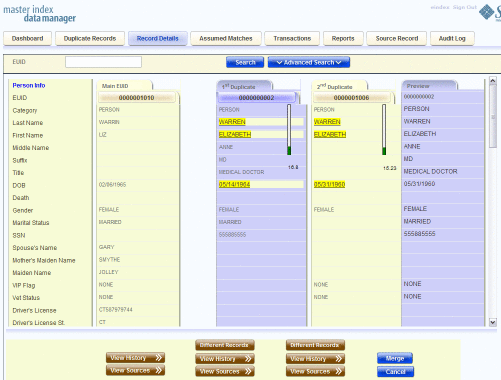 master index
data manager
windex Sign Out
Dashboard Duplicate Records Record Details Assumed Matches Transactions Reports Source Record Audit Log
EUID Search Advanced Search
Person Info Main EUID 1st Duplicate 2nd Duplicate Preview
EUID 0000001010 0000000002 0000001006 0000000002
Category PERSON PERSON PERSON PERSON
Last Name WARRIN WARREN WARREN WARREN
First Name LIZ ELIZABETH ELIZABETH ELIZABETH
Middle Name ANNE ANNE
Suffix MD MD
16.8 15.23
Title MEDICAL DOCTOR MEDICAL DOCTOR
DOB 02/08/1965 05/14/1964 05/31/1960 05/31/1960
Death
Gender FEMALE FEMALE FEMALE FEMALE
Marital Status MARRIED MARRIED MARRIED
SSN 555885555 555885555
Spouse's Name GARY
Mother's Maiden Name SMYTHE
Maiden Name JOLLEY
VIP Flag NONE NONE NONE
Vet Status NONE NONE NONE
Driver's License CT587979744
Driver's License St. CT
Different Records Different Records
View History View History View History Merge
View Sources View Sources View Sources Cancel